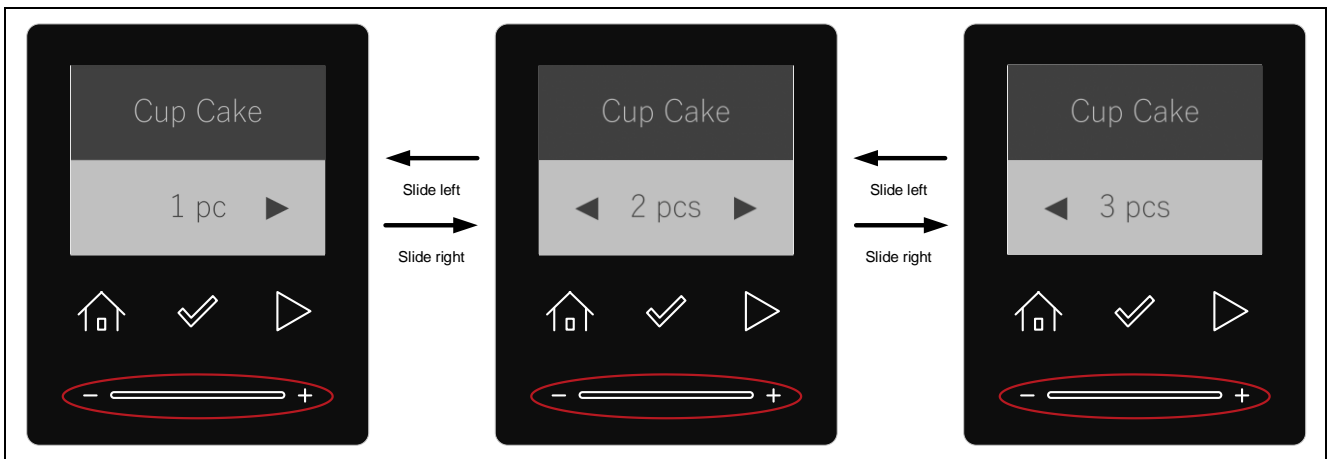 Cup Cake
1 pc ▶
- +
Slide left
Slide right
Cup Cake
◀ 2 pcs ▶
- +
Slide left
Slide right
Cup Cake
◀ 3 pcs
- +